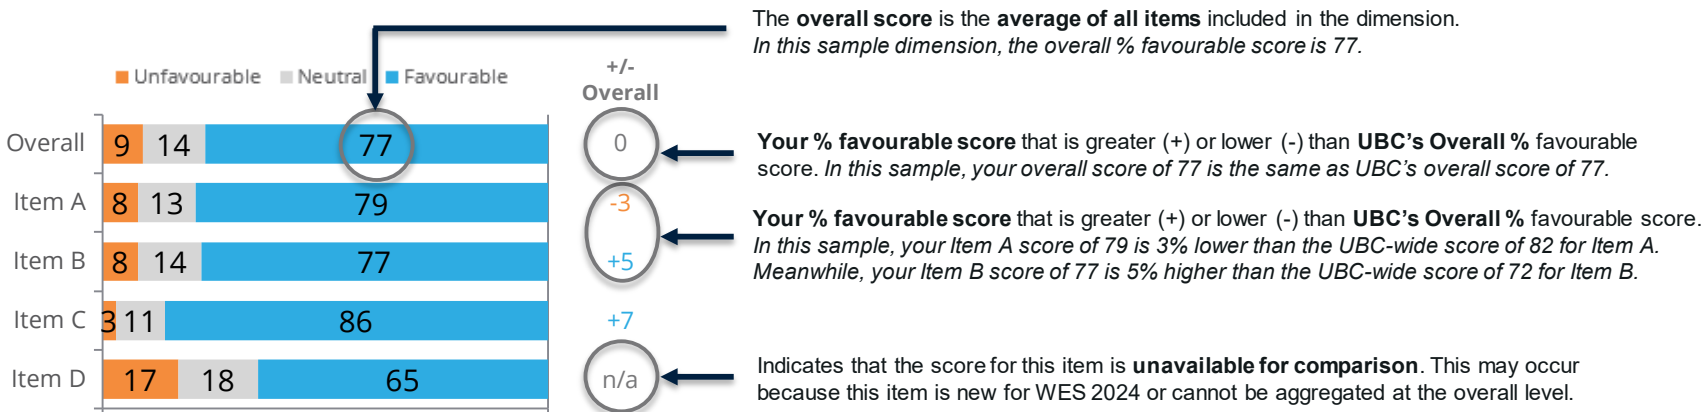 The overall score is the average of all items included in the dimension.
In this sample dimension, the overall % favourable score is 77.
Unfavourable Neutral Favourable
+/-
Overall
Overall 9 14 77 0
Your % favourable score that is greater (+) or lower (-) than UBC's Overall % favourable
score. In this sample, your overall score of 77 is the same as UBC's overall score of 77.
Item A 8 13 79 -3
Your % favourable score that is greater (+) or lower (-) than UBC's Overall % favourable score.
In this sample, your Item A score of 79 is 3% lower than the UBC-wide score of 82 for Item A.
Item B 8 14 77 +5
Meanwhile, your Item B score of 77 is 5% higher than the UBC-wide score of 72 for Item B.
Item C 3 11 86 +7
Item D 17 18 65 n/a
Indicates that the score for this item is unavailable for comparison. This may occur
because this item is new for WES 2024 or cannot be aggregated at the overall level.